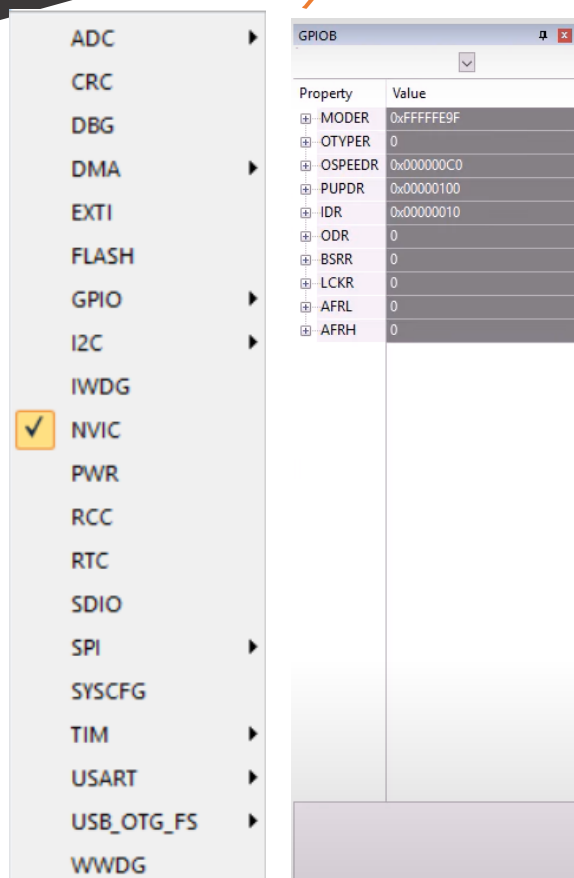 ADC
CRC
DBG
DMA
EXTI
FLASH
GPIO
I2C
IWDG
NVIC
PWR
RCC
RTC
SDIO
SPI
SYSCFG
TIM
USART
USB_OTG_FS
WWDG
GPIOB
Property Value
MODER 0xFFFFFE9F
OTYPER 0
OSPEEDR 0x000000C0
PUPDR 0x00000100
IDR 0x00000010
ODR 0
BSRR 0
LCKR 0
AFRL 0
AFRH 0